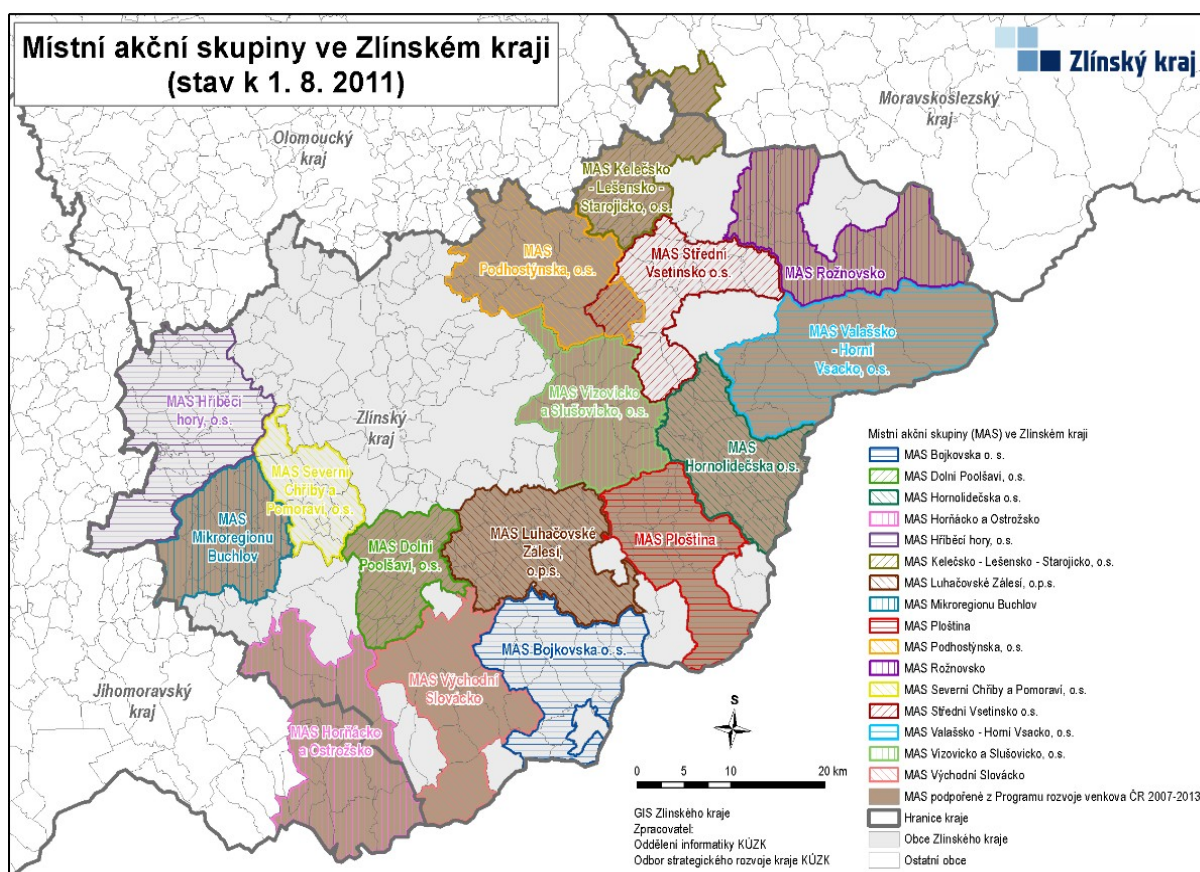 Místní akční skupiny ve Zlínském kraji
(stav k 1. 8. 2011)
Zlínský kraj
Moravskoslezský
kraj
Olomoucký
kraj
MAS Kelečsko
- Lešensko -
Starojicko, o.s.
MAS
Podhostýnska, o.s.
MAS Střední
Vsetínsko o.s.
MAS Rožnovsko
MAS Valašsko
- Horní
Vsacko, o.s.
MAS Hříběcí
hory, o.s.
Zlínský
kraj
MAS Vizovicko
a Slušovicko, o.s.
MAS
Hornolidečska o.s.
MAS Severní
Chřiby a
Pomoraví, o.s.
MAS
Mikroregionu
Buchlov
MAS Dolní
Poolšaví, o.s.
MAS Luhačovské
Zálesí,
o.p.s.
MAS Ploština
MAS Bojkovska o. s.
MAS Východní
Slovácko
Jihomoravský
kraj
MAS Horňácko
a Ostrožsko
S
0 5 10 20 km
GIS Zlínského kraje
Zpracovatel:
Oddělení informatiky KÚZK
Odbor strategického rozvoje kraje KÚZK
Místní akční skupiny (MAS) ve Zlínském kraji
MAS Bojkovska o. s.
MAS Dolní Poolšaví, o.s.
MAS Hornolidečska o.s.
MAS Horňácko a Ostrožsko
MAS Hříběcí hory, o.s.
MAS Kelečsko - Lešensko - Starojicko, o.s.
MAS Luhačovské Zálesí, o.p.s.
MAS Mikroregionu Buchlov
MAS Ploština
MAS Podhostýnska, o.s.
MAS Rožnovsko
MAS Severní Chřiby a Pomoraví, o.s.
MAS Střední Vsetínsko o.s.
MAS Valašsko - Horní Vsacko, o.s.
MAS Vizovicko a Slušovicko, o.s.
MAS Východní Slovácko
MAS podpořené z Programu rozvoje venkova ČR 2007-2013
Hranice kraje
Obce Zlínského kraje
Ostatní obce